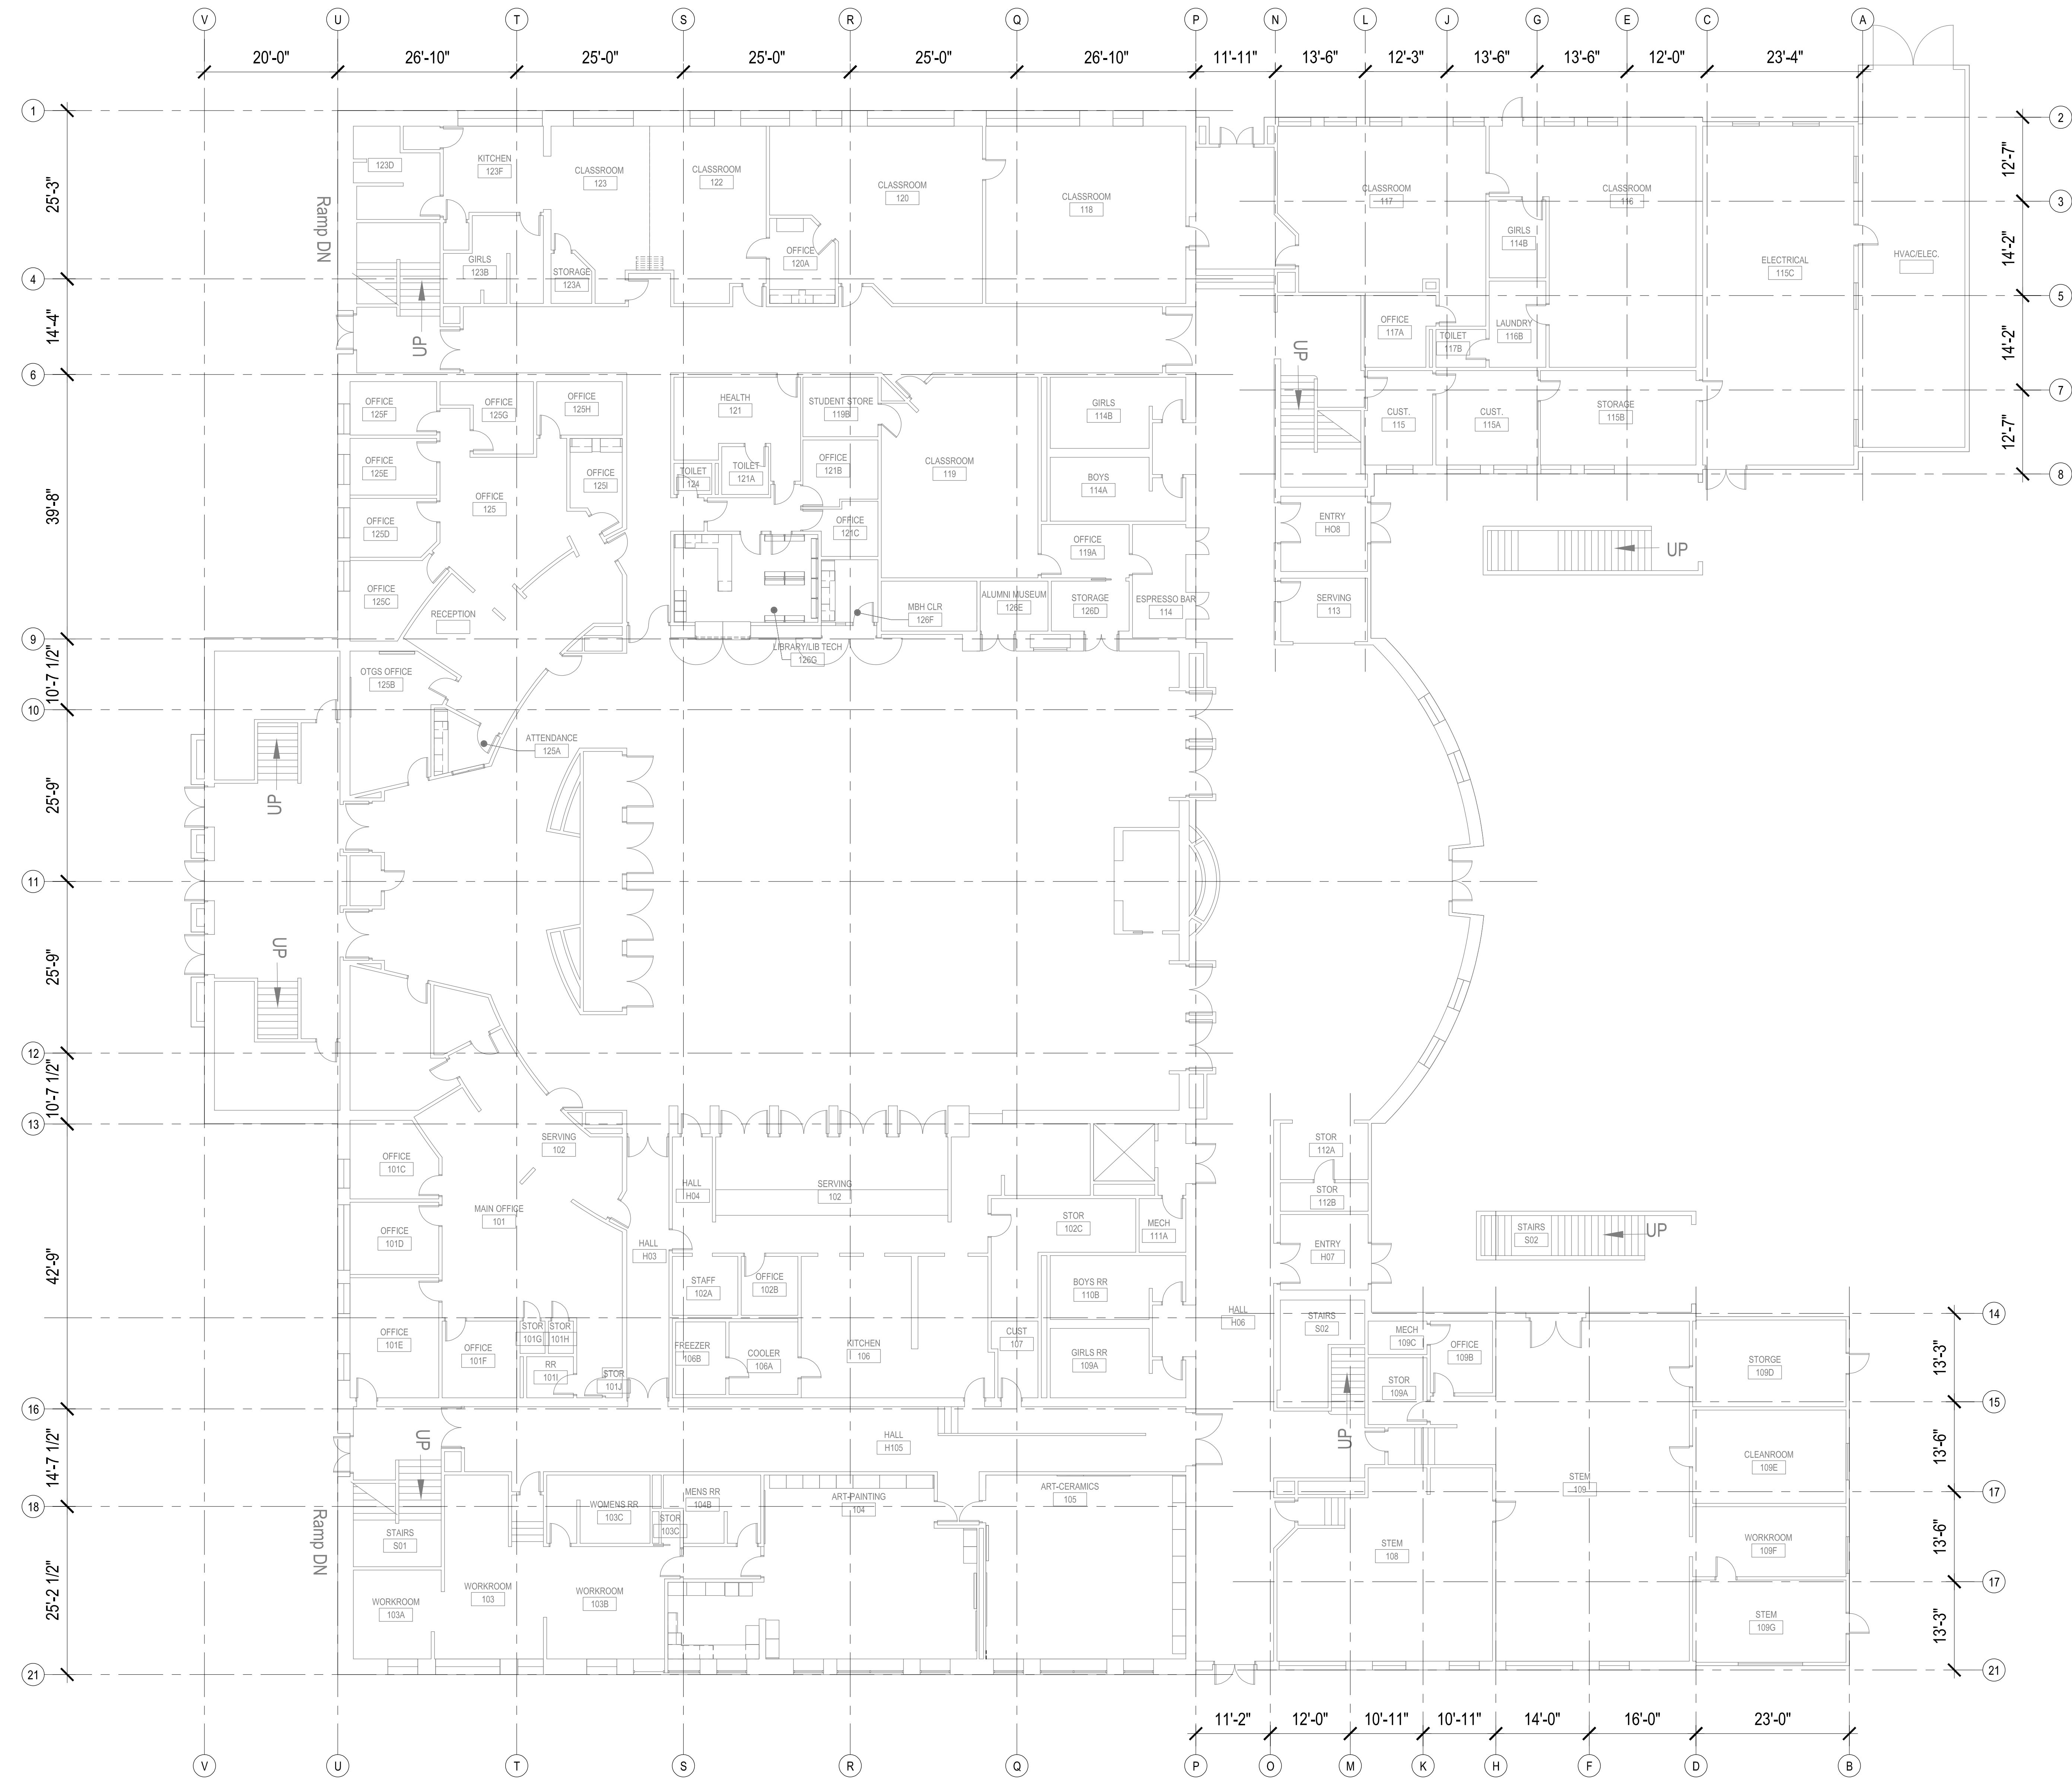 V U T S R Q P N L J G E C A
20'-0" 26'-10" 25'-0" 25'-0" 25'-0" 26'-10" 11'-11" 13'-6" 12'-3" 13'-6" 13'-6" 12'-0" 23'-4"
1
25'-3"
4
14'-4"
6
39'-8"
9
10'-7 1/2"
10
25'-9"
11
25'-9"
12
10'-7 1/2"
13
42'-9"
16
14'-7 1/2"
18
25'-2 1/2"
21
2
12'-7"
3
14'-2"
5
14'-2"
7
12'-7"
8
Ramp DN
123D
KITCHEN
123F
CLASSROOM
123
CLASSROOM
122
CLASSROOM
120
CLASSROOM
118
CLASSROOM
117
CLASSROOM
116
GIRLS
123B
STORAGE
123A
OFFICE
120A
GIRLS
114B
ELECTRICAL
115C
HVAC/ELEC.
UP
UP
OFFICE
117A
TOILET
117B
LAUNDRY
116B
OFFICE
125F
OFFICE
125G
OFFICE
125H
HEALTH
121
STUDENT STORE
119B
GIRLS
114B
CUST.
115
CUST.
115A
STORAGE
115B
OFFICE
125E
OFFICE
125
OFFICE
125I
TOILET
124
TOILET
121A
OFFICE
121B
CLASSROOM
119
BOYS
114A
OFFICE
125D
OFFICE
121C
OFFICE
119A
ENTRY
HO8
UP
OFFICE
125C
RECEPTION
MBH CLR
126F
ALUMNI MUSEUM
126E
STORAGE
126D
ESPRESSO BAR
114
SERVING
113
LIBRARY/LIB TECH
126G
OTGS OFFICE
125B
ATTENDANCE
125A
UP
UP
OFFICE
101C
SERVING
102
HALL
H04
SERVING
102
STOR
112A
STOR
112B
MAIN OFFICE
101
OFFICE
101D
HALL
H03
STOR
102C
MECH
111A
ENTRY
H07
STAIRS
S02
UP
STAFF
102A
OFFICE
102B
BOYS RR
110B
HALL
H06
STAIRS
S02
OFFICE
101E
OFFICE
101F
STOR
101G
STOR
101H
RR
101I
STOR
101J
FREEZER
106B
COOLER
106A
KITCHEN
106
CUST
107
GIRLS RR
109A
MECH
109C
OFFICE
109B
STOR
109A
STORGE
109D
UP
UP
HALL
H105
CLEANROOM
109E
STEM
109
Ramp DN
STAIRS
S01
WOMENS RR
103C
MENS RR
104B
STOR
103C
ART-PAINTING
104
ART-CERAMICS
105
STEM
108
WORKROOM
109F
WORKROOM
103A
WORKROOM
103
WORKROOM
103B
STEM
109G
14
13'-3"
15
13'-6"
17
13'-6"
17
13'-3"
21
11'-2" 12'-0" 10'-11" 10'-11" 14'-0" 16'-0" 23'-0"
V U T S R Q P O M K H F D B